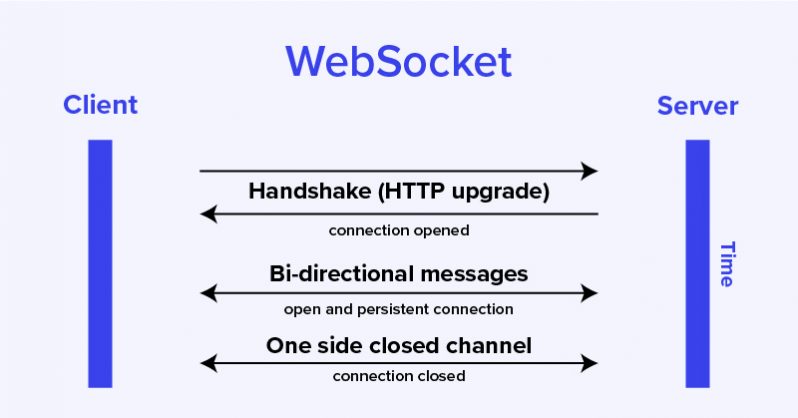 WebSocket
Client
Server
Handshake (HTTP upgrade)
connection opened
Time
Bi-directional messages
open and persistent connection
One side closed channel
connection closed